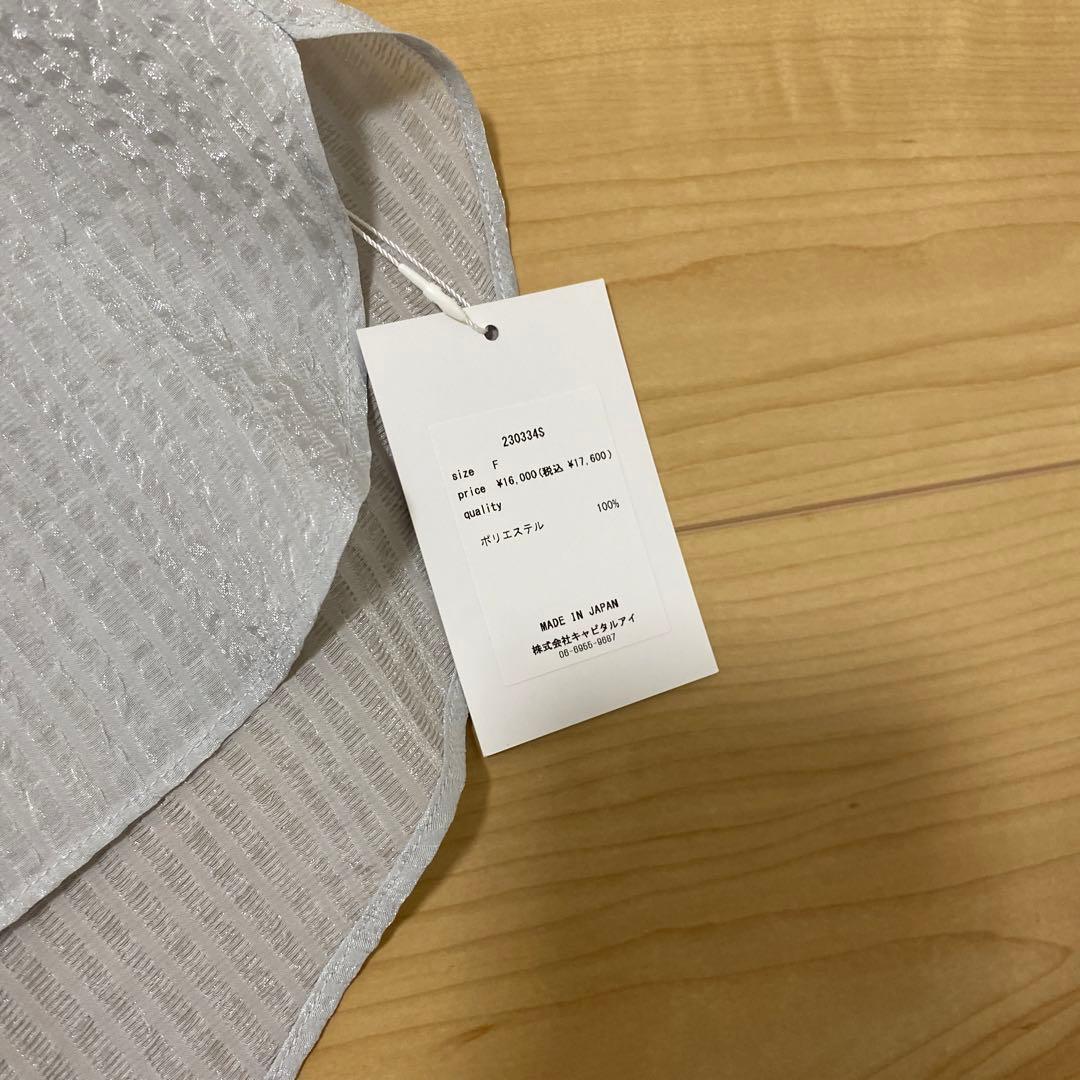 230334S
size F
price ¥16,000(税込 ¥17,600)
quality
ポリエステル 100%
MADE IN JAPAN
株式会社キャピタルアイ
06-6955-9687